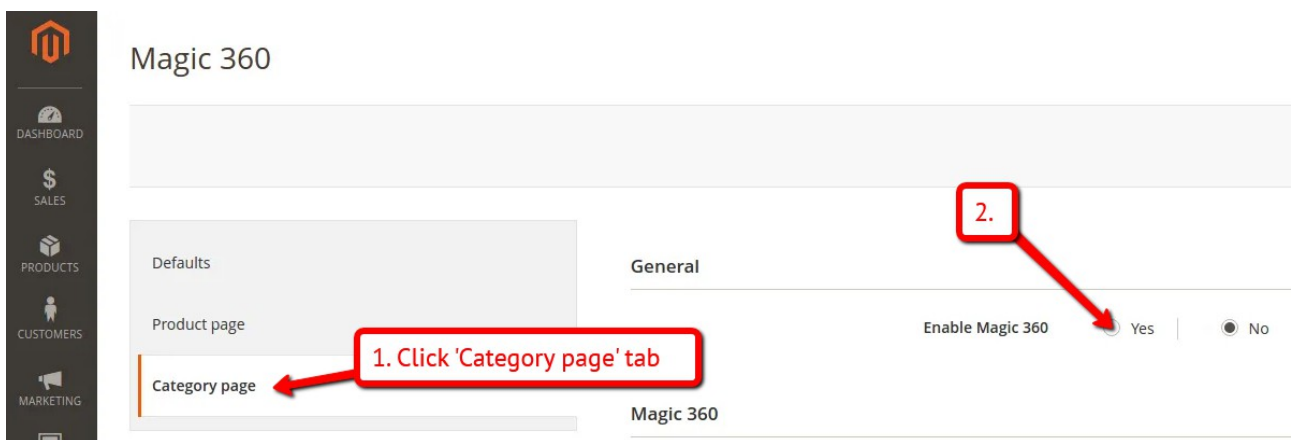 Magic 360
DASHBOARD
$
SALES
PRODUCTS
CUSTOMERS
MARKETING
Defaults
Product page
Category page
1. Click 'Category page' tab
2.
General
Enable Magic 360 Yes No
Magic 360